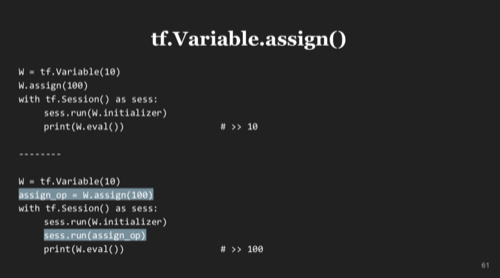 tf.Variable.assign()
W = tf.Variable(10)
W.assign(100)
with tf.Session() as sess:
    sess.run(W.initializer)
    print(W.eval())                # >> 10
--------
W = tf.Variable(10)
assign_op = W.assign(100)
with tf.Session() as sess:
    sess.run(W.initializer)
    sess.run(assign_op)
    print(W.eval())                # >> 100
61